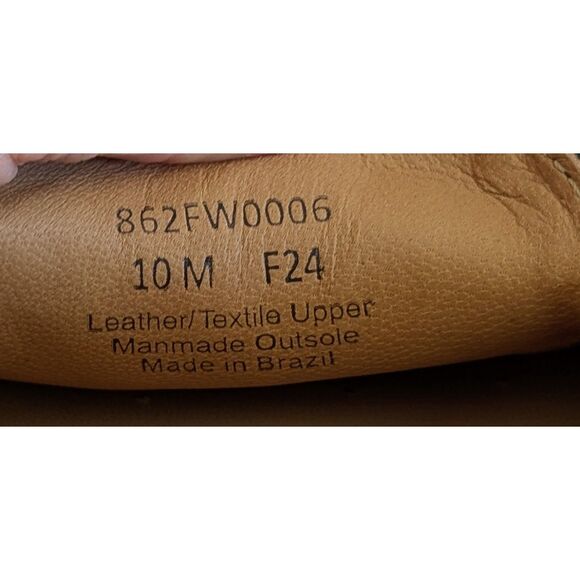 862FW0006
10 M F24
Leather/Textile Upper
Manmade Outsole
Made in Brazil